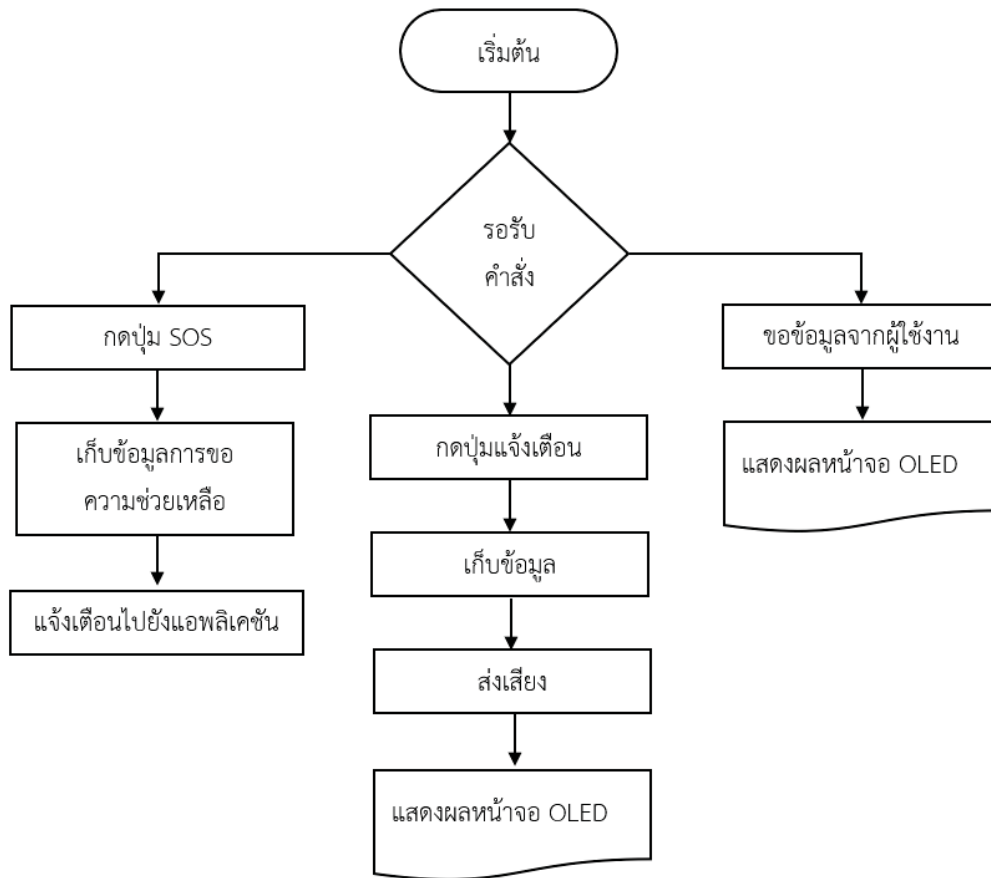 เริ่มต้น
รอรับ
คำสั่ง
กดปุ่ม SOS
เก็บข้อมูลการขอ
ความช่วยเหลือ
แจ้งเตือนไปยังแอพลิเคชัน
กดปุ่มแจ้งเตือน
เก็บข้อมูล
ส่งเสียง
แสดงผลหน้าจอ OLED
ขอข้อมูลจากผู้ใช้งาน
แสดงผลหน้าจอ OLED